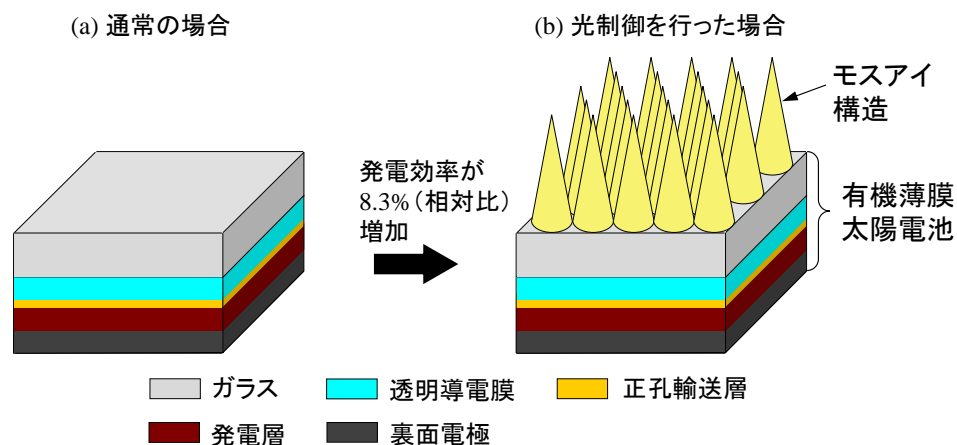 (a) 通常の場合
(b) 光制御を行った場合
モスアイ
構造
発電効率が
8.3%（相対比）
増加
有機薄膜
太陽電池
ガラス
透明導電膜
正孔輸送層
発電層
裏面電極